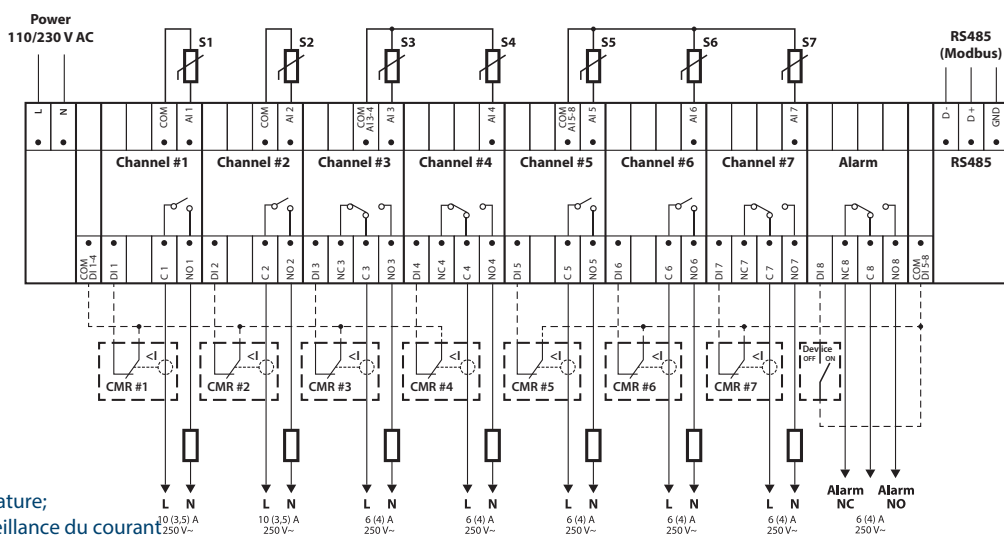 Power
110/230 V AC
S1 S2 S3 S4 S5 S6 S7
RS485
(Modbus)
L N COM AI 1 COM AI 2 COM AI 3-4 AI 3 AI 4 COM AI 5-8 AI 5 AI 6 AI 7 D - D + GND
Channel #1 Channel #2 Channel #3 Channel #4 Channel #5 Channel #6 Channel #7 Alarm RS485
COM DI 1-4 DI 1 C 1 NO 1 DI 2 C 2 NO 2 DI 3 NC 3 C 3 NO 3 DI 4 NC 4 C 4 NO 4 DI 5 C 5 NO 5 DI 6 C 6 NO 6 DI 7 NC 7 C 7 NO 7 DI 8 NC 8 C 8 NO 8 COM DI 5-8
Device
OFF ON
<I <I <I <I <I <I <I
CMR #1 CMR #2 CMR #3 CMR #4 CMR #5 CMR #6 CMR #7
L N L N L N L N L N L N L N Alarm NC Alarm NO
ature;
eillance du courant
10 (3,5) A 10 (3,5) A 6 (4) A 6 (4) A 6 (4) A 6 (4) A 6 (4) A 6 (4) A
250 V~ 250 V~ 250 V~ 250 V~ 250 V~ 250 V~ 250 V~ 250 V~